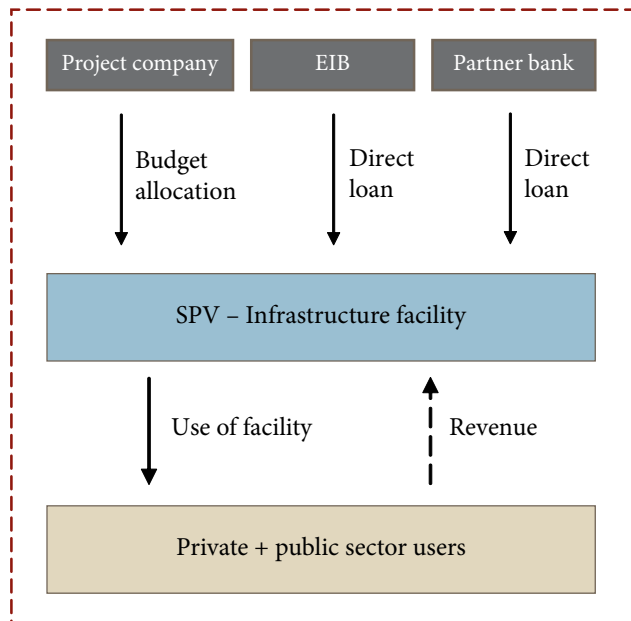 Project company
EIB
Partner bank
Budget
allocation
Direct
loan
Direct
loan
SPV – Infrastructure facility
Use of facility
Revenue
Private + public sector users